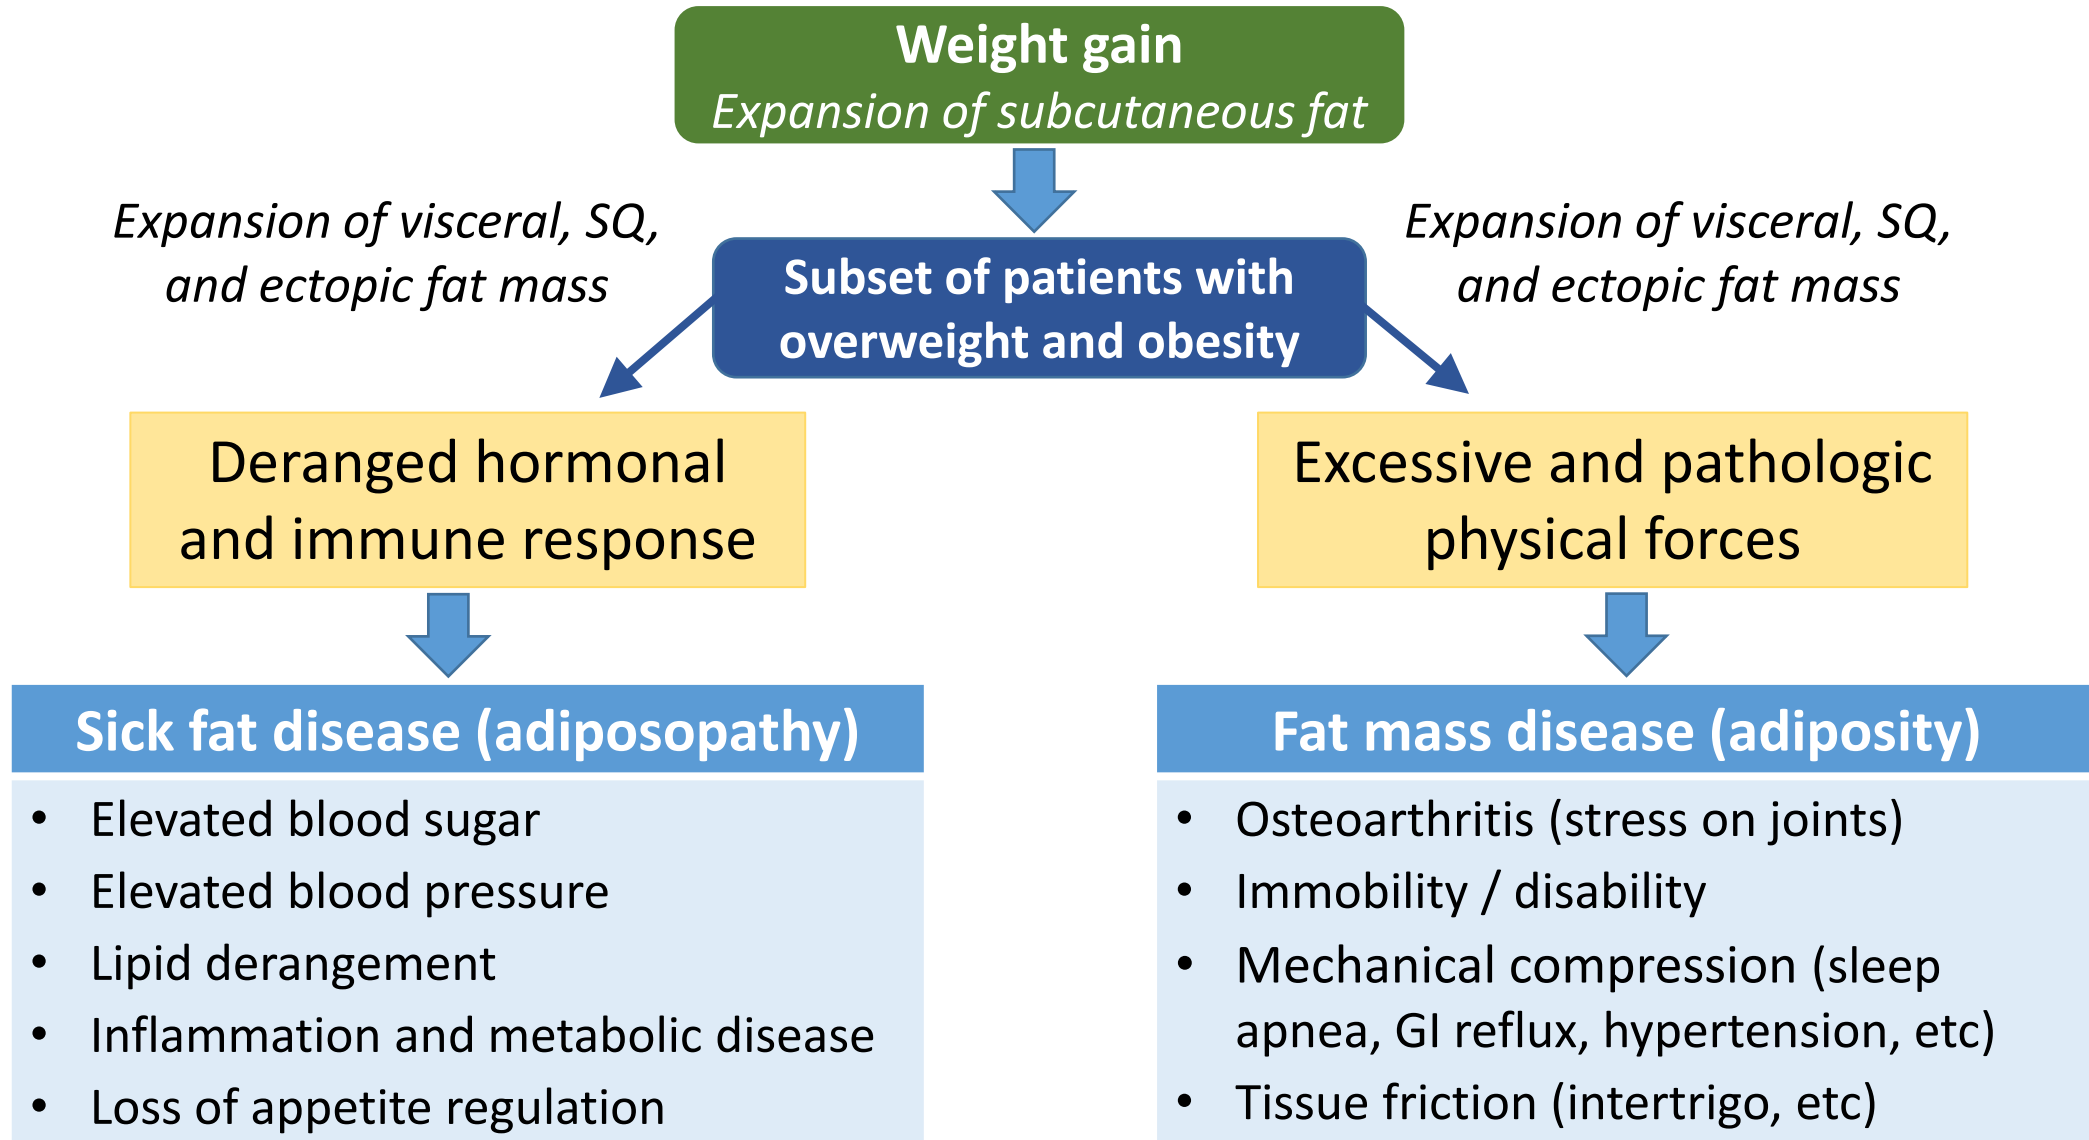 Weight gain
Expansion of subcutaneous fat
Expansion of visceral, SQ,
and ectopic fat mass
Subset of patients with
overweight and obesity
Expansion of visceral, SQ,
and ectopic fat mass
Deranged hormonal
and immune response
Excessive and pathologic
physical forces
Sick fat disease (adiposopathy)
• Elevated blood sugar
• Elevated blood pressure
• Lipid derangement
• Inflammation and metabolic disease
• Loss of appetite regulation
Fat mass disease (adiposity)
• Osteoarthritis (stress on joints)
• Immobility / disability
• Mechanical compression (sleep
apnea, GI reflux, hypertension, etc)
• Tissue friction (intertrigo, etc)